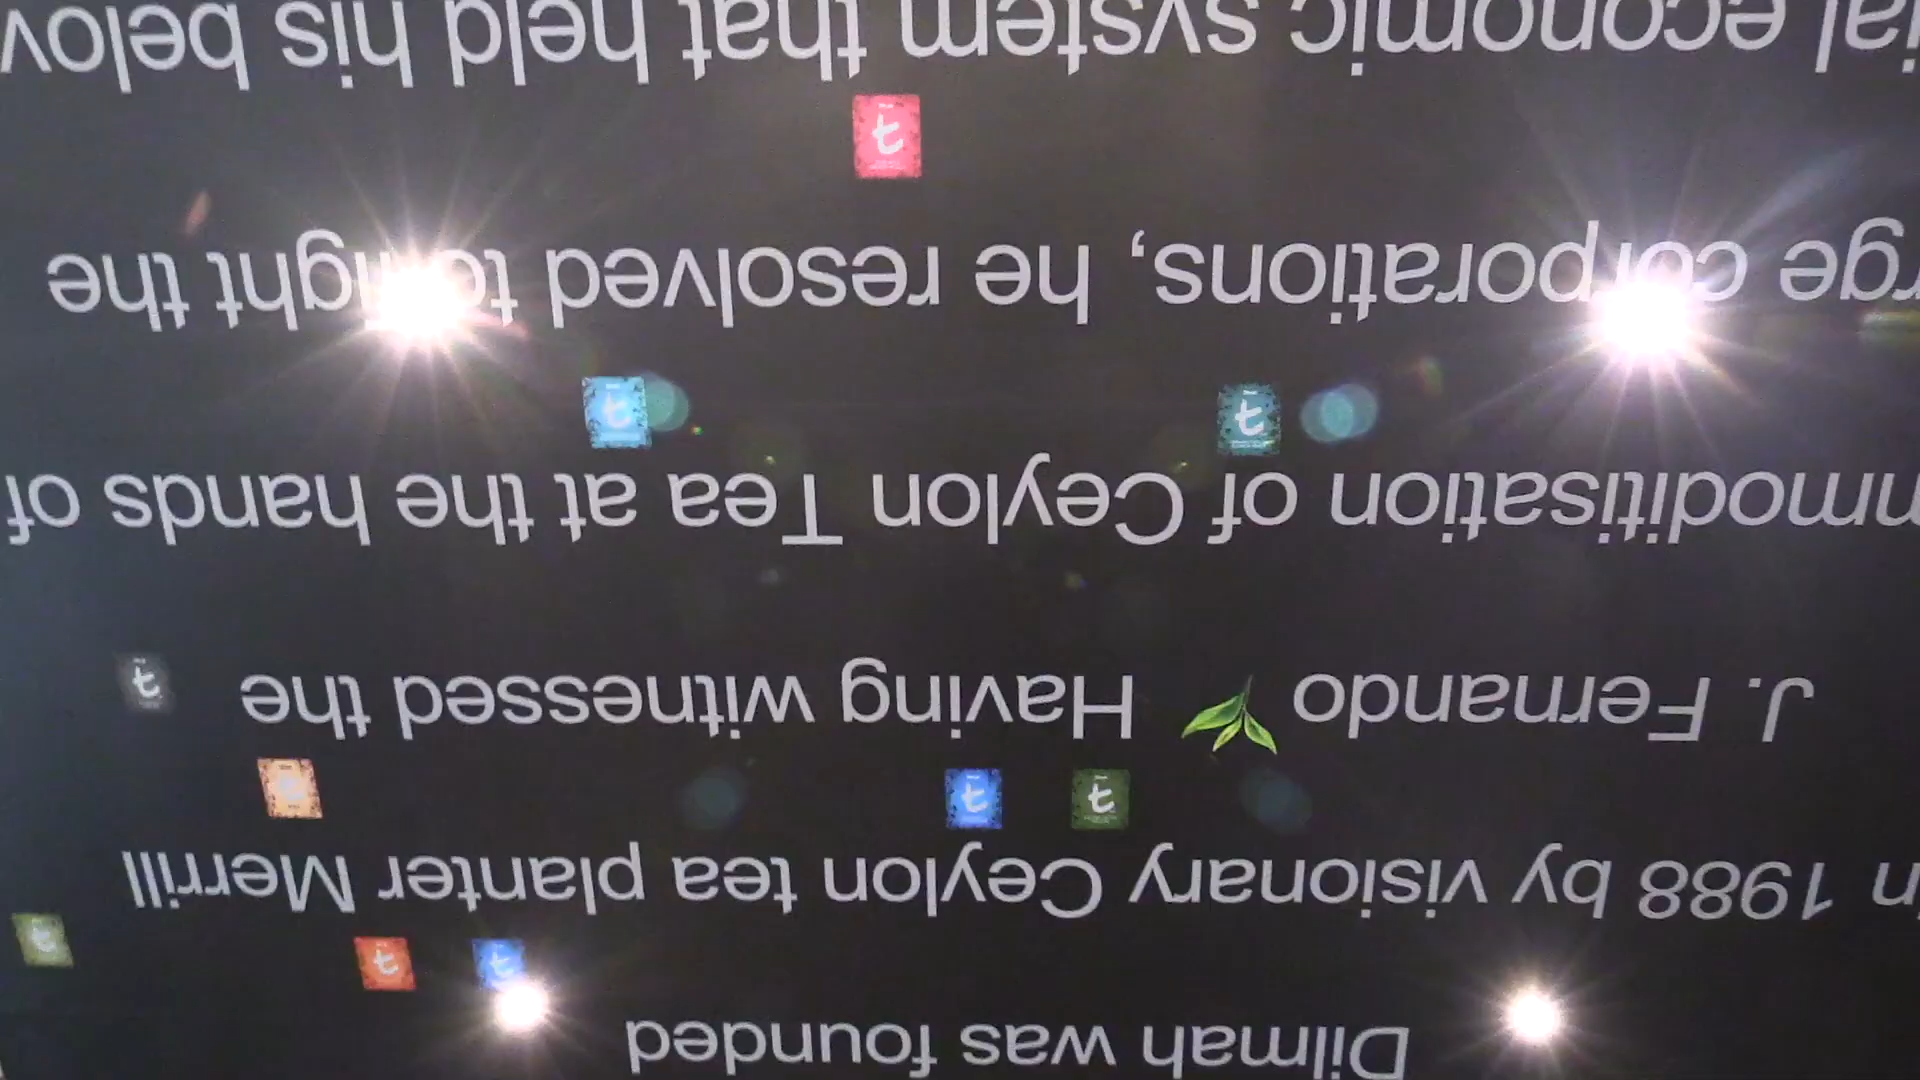 Dilmah was founded
in 1988 by visionary Ceylon tea planter Merrill
J. Fernando Having witnessed the
mmoditisation of Ceylon Tea at the hands of
rge corporations, he resolved to fight the
ial economic system that held his belov